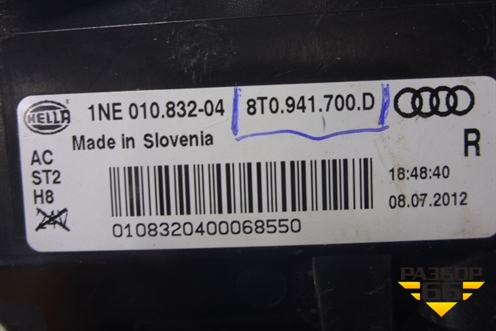 HELLA
1NE 010.832-04 8T0.941.700.D
Made in Slovenia
R
AC
ST2
H8
18:48:40
08.07.2012
0108320400068550
РАЗБОР
66